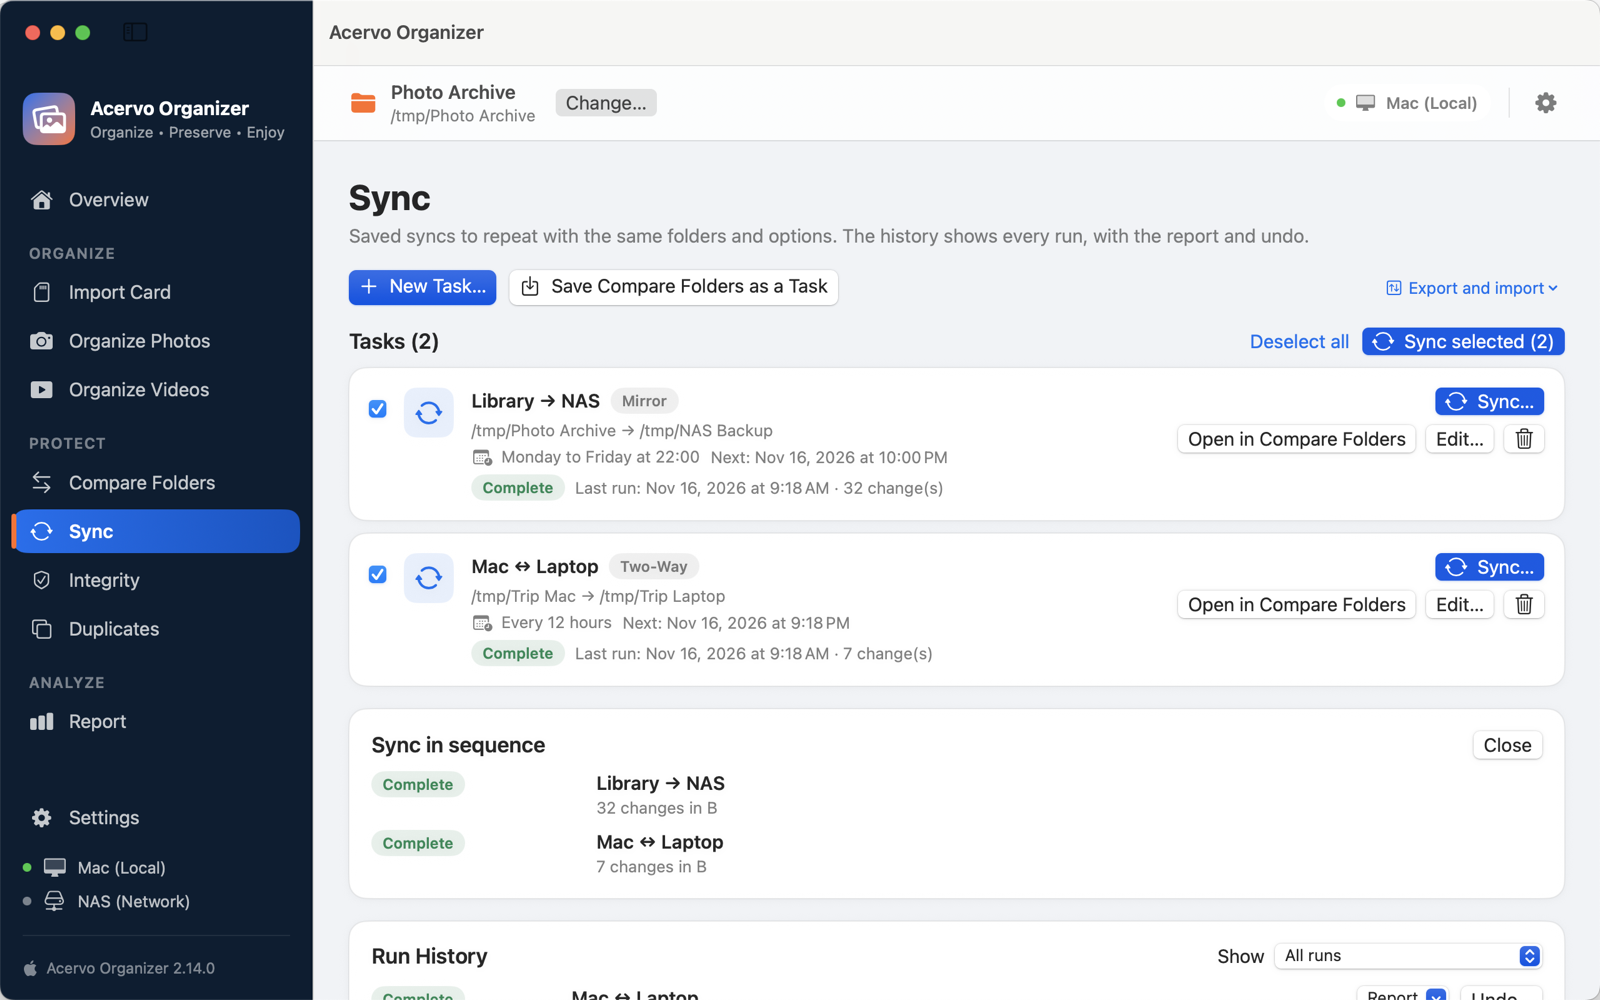 Acervo Organizer
Acervo Organizer
Organize • Preserve • Enjoy
Overview
ORGANIZE
Import Card
Organize Photos
Organize Videos
PROTECT
Compare Folders
Sync
Integrity
Duplicates
ANALYZE
Report
Settings
Mac (Local)
NAS (Network)
Acervo Organizer 2.14.0
Photo Archive
/tmp/Photo Archive
Change...
Mac (Local)
Sync
Saved syncs to repeat with the same folders and options. The history shows every run, with the report and undo.
+ New Task...
Save Compare Folders as a Task
Export and import
Tasks (2)
Deselect all
Sync selected (2)
Library → NAS Mirror
/tmp/Photo Archive → /tmp/NAS Backup
Monday to Friday at 22:00 Next: Nov 16, 2026 at 10:00 PM
Complete Last run: Nov 16, 2026 at 9:18 AM · 32 change(s)
Sync...
Open in Compare Folders Edit...
Mac ↔ Laptop Two-Way
/tmp/Trip Mac → /tmp/Trip Laptop
Every 12 hours Next: Nov 16, 2026 at 9:18 PM
Complete Last run: Nov 16, 2026 at 9:18 AM · 7 change(s)
Sync...
Open in Compare Folders Edit...
Sync in sequence
Close
Complete Library → NAS
32 changes in B
Complete Mac ↔ Laptop
7 changes in B
Run History
Show All runs
Complete Mac ↔ Laptop Report Undo